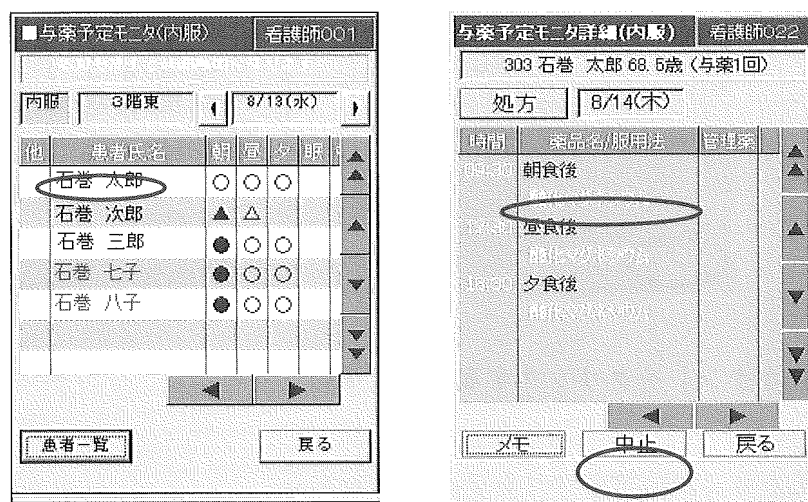 ■与薬予定モニタ(内服) 看護師001
内服 3階東 8/13(水)
他 患者氏名 朝 昼 夕 眠
石巻 太郎 ○ ○ ○
石巻 次郎 ▲ △
石巻 三郎 ● ○ ○
石巻 七子 ● ○ ○
石巻 八子 ● ○ ○
患者一覧 戻る
与薬予定モニタ詳細(内服) 看護師022
303 石巻 太郎 68.5歳 (与薬1回)
処方 8/14(木)
時間 薬品名/服用法 管理薬
朝食後
昼食後
夕食後
メモ 中止 戻る